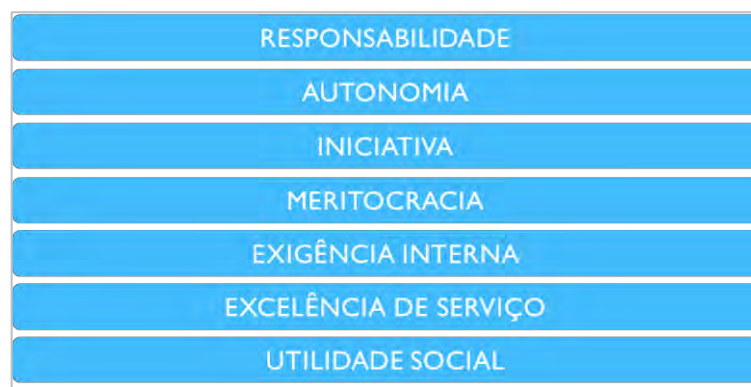 RESPONSABILIDADE
AUTONOMIA
INICIATIVA
MERITOCRACIA
EXIGÊNCIA INTERNA
EXCELÊNCIA DE SERVIÇO
UTILIDADE SOCIAL